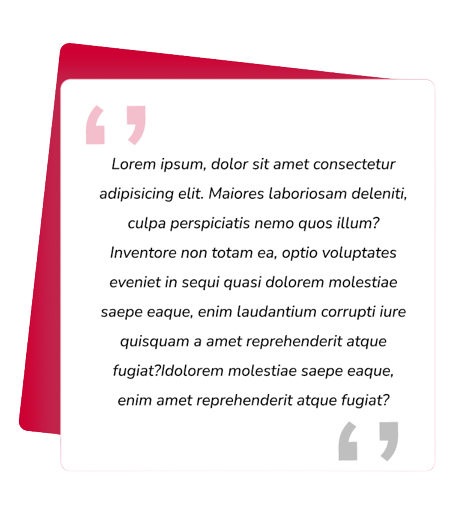 Lorem ipsum, dolor sit amet consectetur
adipisicing elit. Maiores laboriosam deleniti,
culpa perspiciatis nemo quos illum?
Inventore non totam ea, optio voluptates
eveniet in sequi quasi dolorem molestiae
saepe eaque, enim laudantium corrupti iure
quisquam a amet reprehenderit atque
fugiat?Idolorem molestiae saepe eaque,
enim amet reprehenderit atque fugiat?